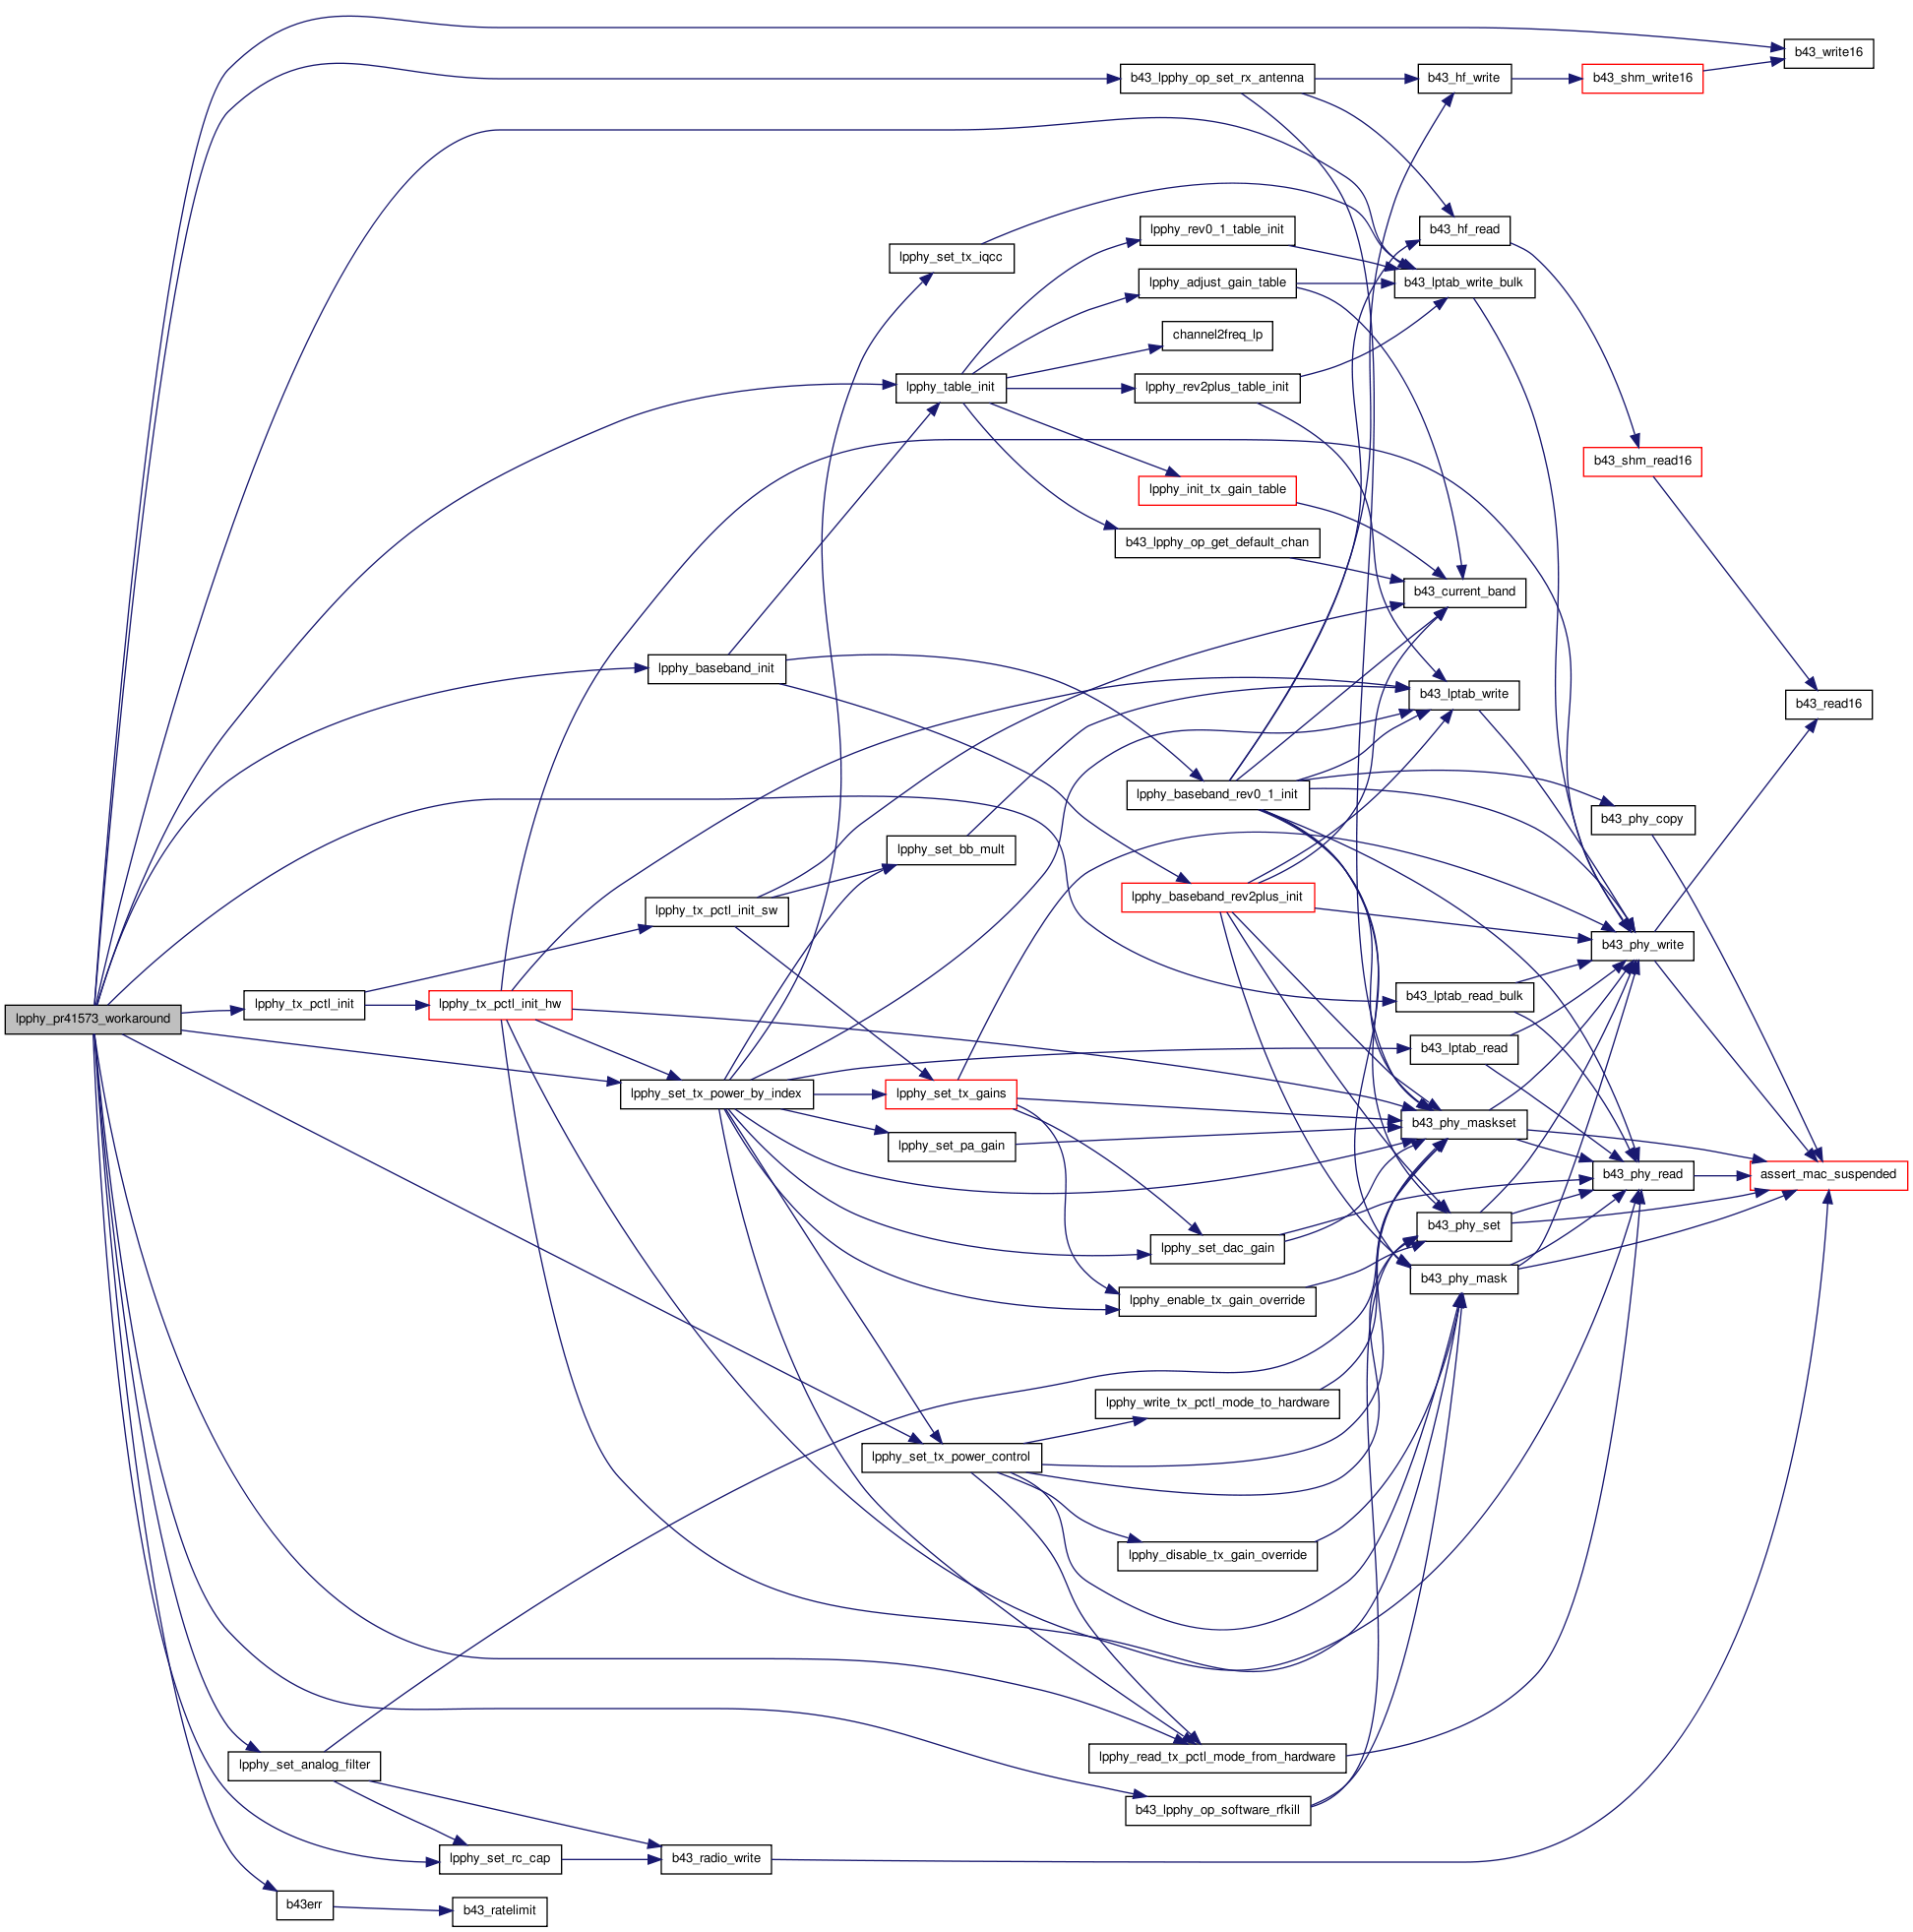 b43_write16
b43_lpphy_op_set_rx_antenna
b43_hf_write
b43_shm_write16
lpphy_rev0_1_table_init
b43_hf_read
lpphy_set_tx_iqcc
lpphy_adjust_gain_table
b43_lptab_write_bulk
channel2freq_lp
lpphy_table_init
lpphy_rev2plus_table_init
b43_shm_read16
lpphy_init_tx_gain_table
b43_lpphy_op_get_default_chan
b43_current_band
lpphy_baseband_init
b43_lptab_write
b43_read16
lpphy_baseband_rev0_1_init
b43_phy_copy
lpphy_set_bb_mult
lpphy_baseband_rev2plus_init
lpphy_tx_pctl_init_sw
b43_phy_write
b43_lptab_read_bulk
lpphy_tx_pctl_init
lpphy_tx_pctl_init_hw
lpphy_pr41573_workaround
b43_lptab_read
lpphy_set_tx_power_by_index
lpphy_set_tx_gains
b43_phy_maskset
lpphy_set_pa_gain
b43_phy_read
assert_mac_suspended
b43_phy_set
lpphy_set_dac_gain
b43_phy_mask
lpphy_enable_tx_gain_override
lpphy_write_tx_pctl_mode_to_hardware
lpphy_set_tx_power_control
lpphy_disable_tx_gain_override
lpphy_read_tx_pctl_mode_from_hardware
lpphy_set_analog_filter
b43_lpphy_op_software_rfkill
lpphy_set_rc_cap
b43_radio_write
b43err
b43_ratelimit